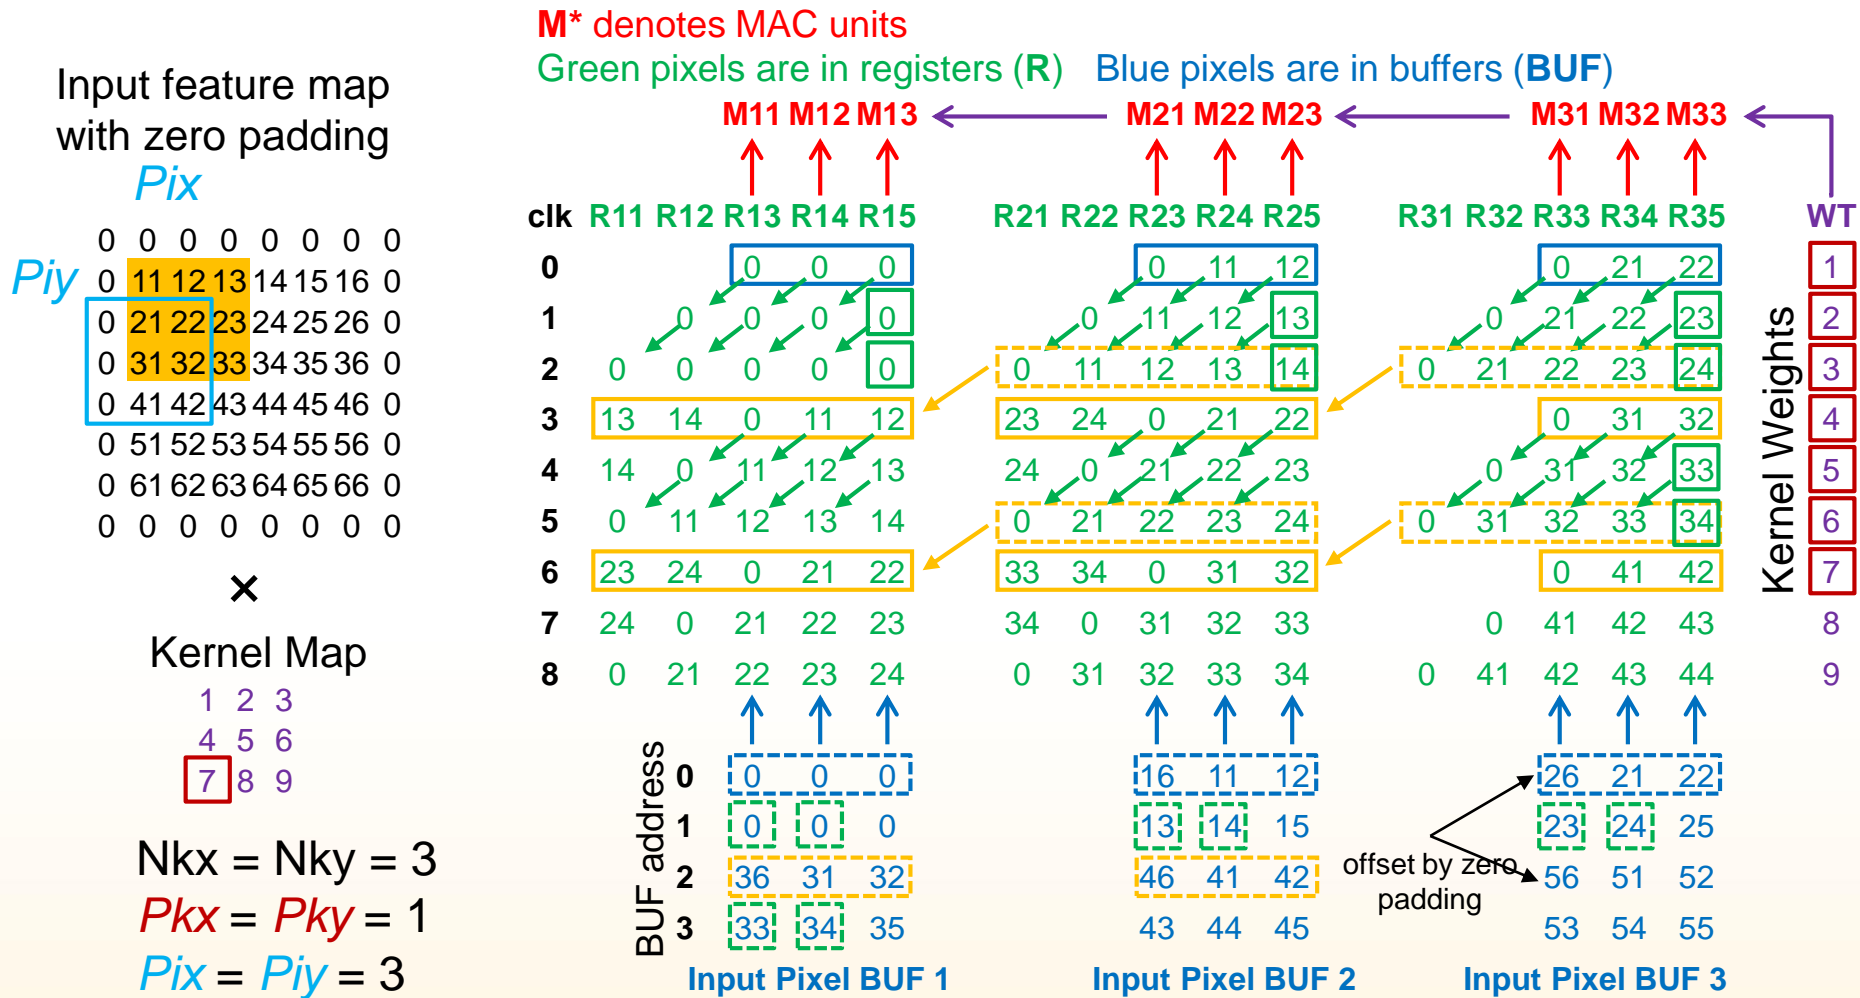 M* denotes MAC units
Green pixels are in registers (R) Blue pixels are in buffers (BUF)
Input feature map
with zero padding
Pix
Piy
0 0 0 0 0 0 0 0
0 11 12 13 14 15 16 0
0 21 22 23 24 25 26 0
0 31 32 33 34 35 36 0
0 41 42 43 44 45 46 0
0 51 52 53 54 55 56 0
0 61 62 63 64 65 66 0
0 0 0 0 0 0 0 0
×
Kernel Map
1 2 3
4 5 6
7 8 9
Nkx = Nky = 3
Pkx = Pky = 1
Pix = Piy = 3
M11 M12 M13 M21 M22 M23 M31 M32 M33
clk R11 R12 R13 R14 R15 R21 R22 R23 R24 R25 R31 R32 R33 R34 R35 WT
0 0 0 0 0 11 12 0 21 22 1
1 0 0 0 0 0 11 12 13 0 21 22 23 2
2 0 0 0 0 0 0 11 12 13 14 0 21 22 23 24 3
3 13 14 0 11 12 23 24 0 21 22 0 31 32 4
4 14 0 11 12 13 24 0 21 22 23 0 31 32 33 5
5 0 11 12 13 14 0 21 22 23 24 0 31 32 33 34 6
6 23 24 0 21 22 33 34 0 31 32 0 41 42 7
7 24 0 21 22 23 34 0 31 32 33 0 41 42 43 8
8 0 21 22 23 24 0 31 32 33 34 0 41 42 43 44 9
Kernel Weights
BUF address
0 0 0 0 16 11 12 26 21 22
1 0 0 0 13 14 15 23 24 25
2 36 31 32 46 41 42 56 51 52
3 33 34 35 43 44 45 53 54 55
offset by zero
padding
Input Pixel BUF 1 Input Pixel BUF 2 Input Pixel BUF 3